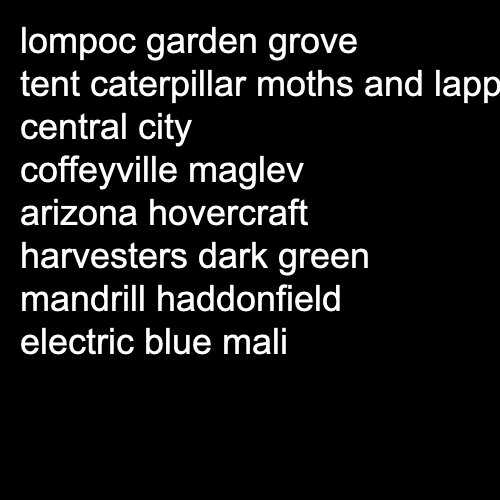 lompoc garden grove
tent caterpillar moths and
central city
coffeyville maglev
arizona hovercraft
harvesters dark green
mandrill haddonfield
electric blue mali